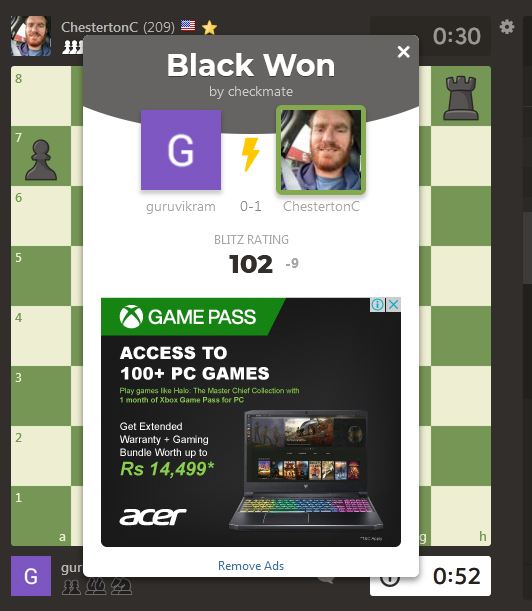 ChestertonC (209)
0:30
Black Won
by checkmate
8
7
6
5
4
3
2
1
G
guruvikram
0-1
ChestertonC
BLITZ RATING
102 -9
XBOX GAME PASS
ACCESS TO
100+ PC GAMES
Play games like Halo: The Master Chief Collection with
1 month of Xbox Game Pass for PC
Get Extended
Warranty + Gaming
Bundle Worth up to
Rs 14,499*
acer
*T&C Apply
a
g
h
Remove Ads
G
gur
0:52